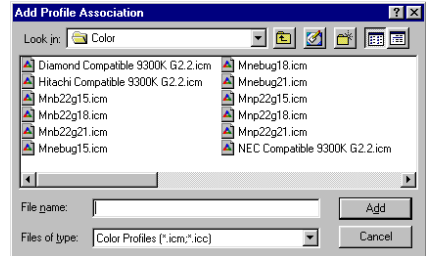 Add Profile Association
Look in: Color
Diamond Compatible 9300K G2.2.icm
Hitachi Compatible 9300K G2.2.icm
Mnb22g15.icm
Mnb22g18.icm
Mnb22g21.icm
Mnebug15.icm
Mnebug18.icm
Mnebug21.icm
Mnp22g15.icm
Mnp22g18.icm
Mnp22g21.icm
NEC Compatible 9300K G2.2.icm
File name:
Add
Files of type: Color Profiles (*.icm;*.icc)
Cancel